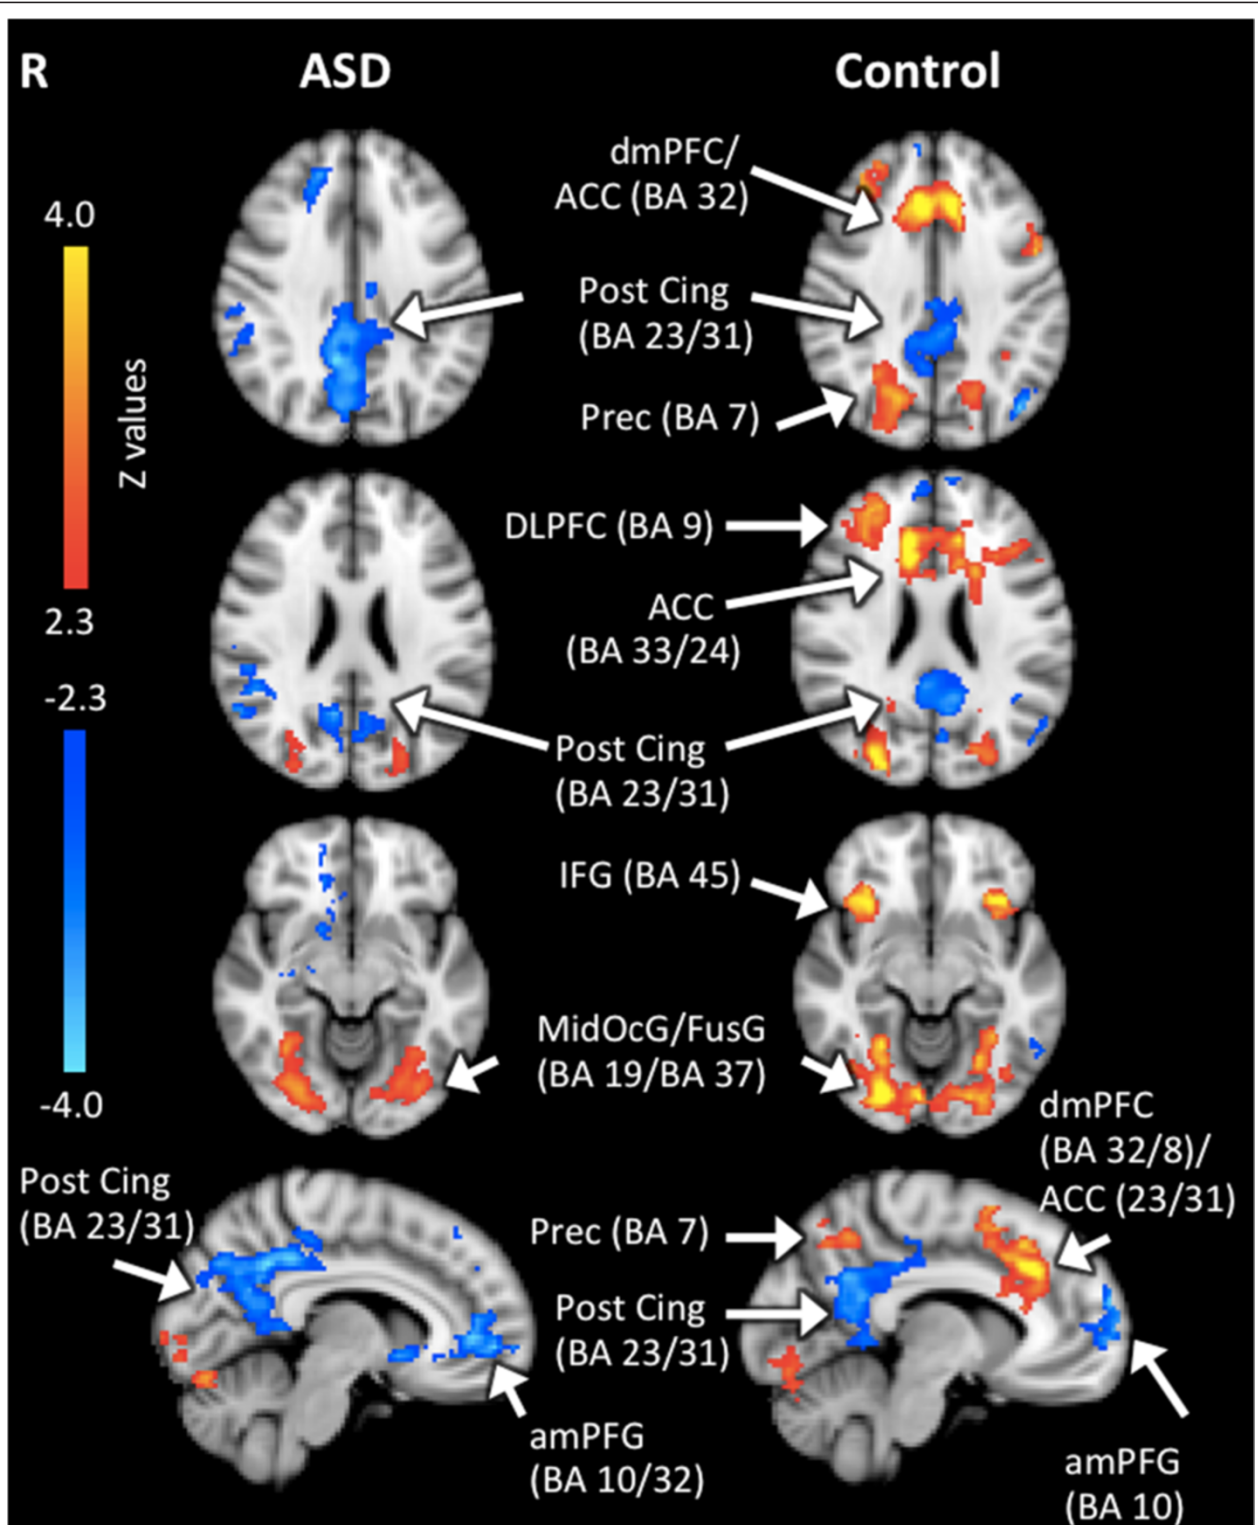 R
ASD
Control
dmPFC/
ACC (BA 32)
4.0
Z values
2.3
-2.3
-4.0
Post Cing
(BA 23/31)
Prec (BA 7)
DLPFC (BA 9)
ACC
(BA 33/24)
Post Cing
(BA 23/31)
IFG (BA 45)
MidOcG/FusG
(BA 19/BA 37)
dmPFC
(BA 32/8)/
ACC (23/31)
Post Cing
(BA 23/31)
Prec (BA 7)
Post Cing
(BA 23/31)
amPFG
(BA 10/32)
amPFG
(BA 10)